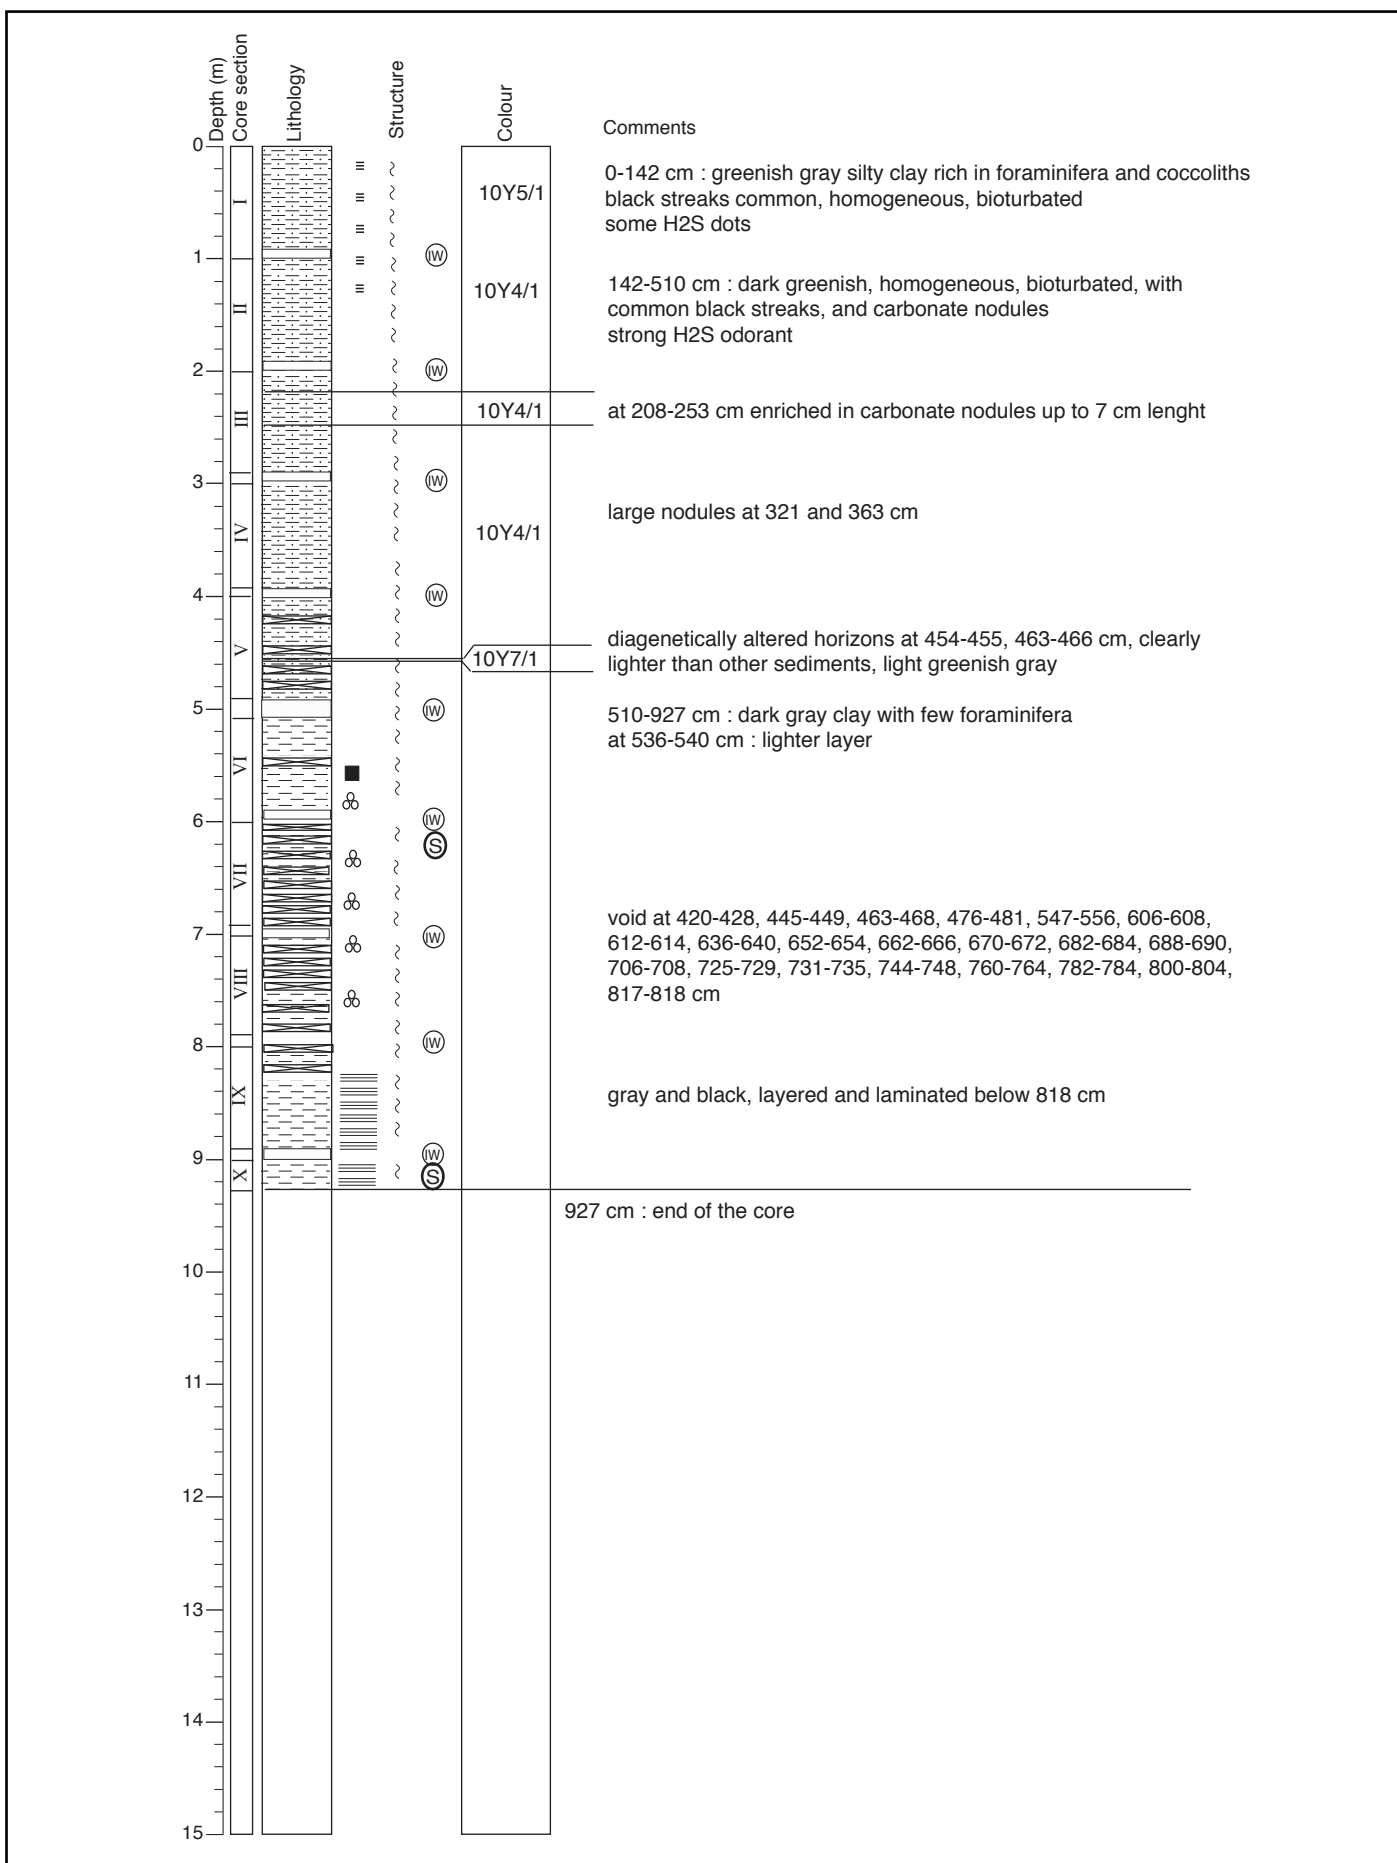 Depth (m)
Core section
Lithology
Structure
Colour
Comments
0
I
10Y5/1
0-142 cm : greenish gray silty clay rich in foraminifera and coccoliths
black streaks common, homogeneous, bioturbated
some H2S dots
IW
1
II
10Y4/1
142-510 cm : dark greenish, homogeneous, bioturbated, with
common black streaks, and carbonate nodules
strong H2S odorant
IW
2
III
10Y4/1
at 208-253 cm enriched in carbonate nodules up to 7 cm lenght
IW
3
IV
10Y4/1
large nodules at 321 and 363 cm
IW
4
V
10Y7/1
diagenetically altered horizons at 454-455, 463-466 cm, clearly
lighter than other sediments, light greenish gray
IW
5
510-927 cm : dark gray clay with few foraminifera
at 536-540 cm : lighter layer
VI
IW
6
S
VII
void at 420-428, 445-449, 463-468, 476-481, 547-556, 606-608,
612-614, 636-640, 652-654, 662-666, 670-672, 682-684, 688-690,
706-708, 725-729, 731-735, 744-748, 760-764, 782-784, 800-804,
817-818 cm
IW
7
VIII
IW
8
IX
gray and black, layered and laminated below 818 cm
IW
9
X
S
927 cm : end of the core
10
11
12
13
14
15